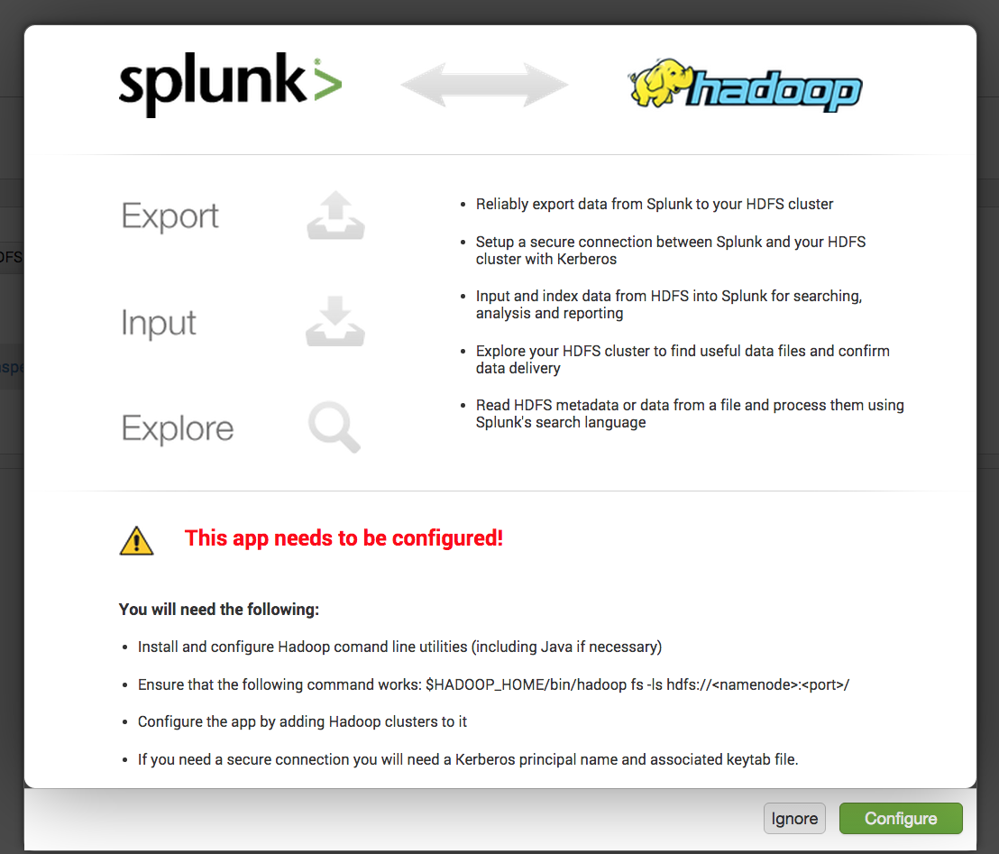 splunk>
hadoop
Export
Reliably export data from Splunk to your HDFS cluster
Setup a secure connection between Splunk and your HDFS
cluster with Kerberos
DFS
Input
Input and index data from HDFS into Splunk for searching,
analysis and reporting
Explore your HDFS cluster to find useful data files and confirm
data delivery
Explore
Read HDFS metadata or data from a file and process them using
Splunk's search language
This app needs to be configured!
You will need the following:
Install and configure Hadoop comand line utilities (including Java if necessary)
Ensure that the following command works: $HADOOP_HOME/bin/hadoop fs -ls hdfs://<namenode>:<port>/
Configure the app by adding Hadoop clusters to it
If you need a secure connection you will need a Kerberos principal name and associated keytab file.
Ignore
Configure